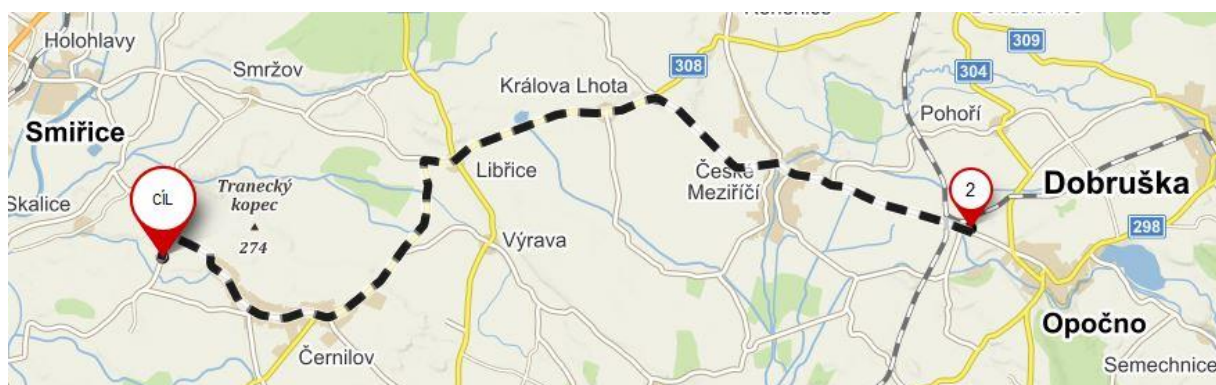 Holohlavy
Smržov
308
309
304
Králova Lhota
Pohoří
Smiřice
Libřice
České
Meziříčí
Tranecký
kopec
274
CÍL
2
Dobruška
Skalice
Výrava
298
Černilov
Opočno
Semechnice